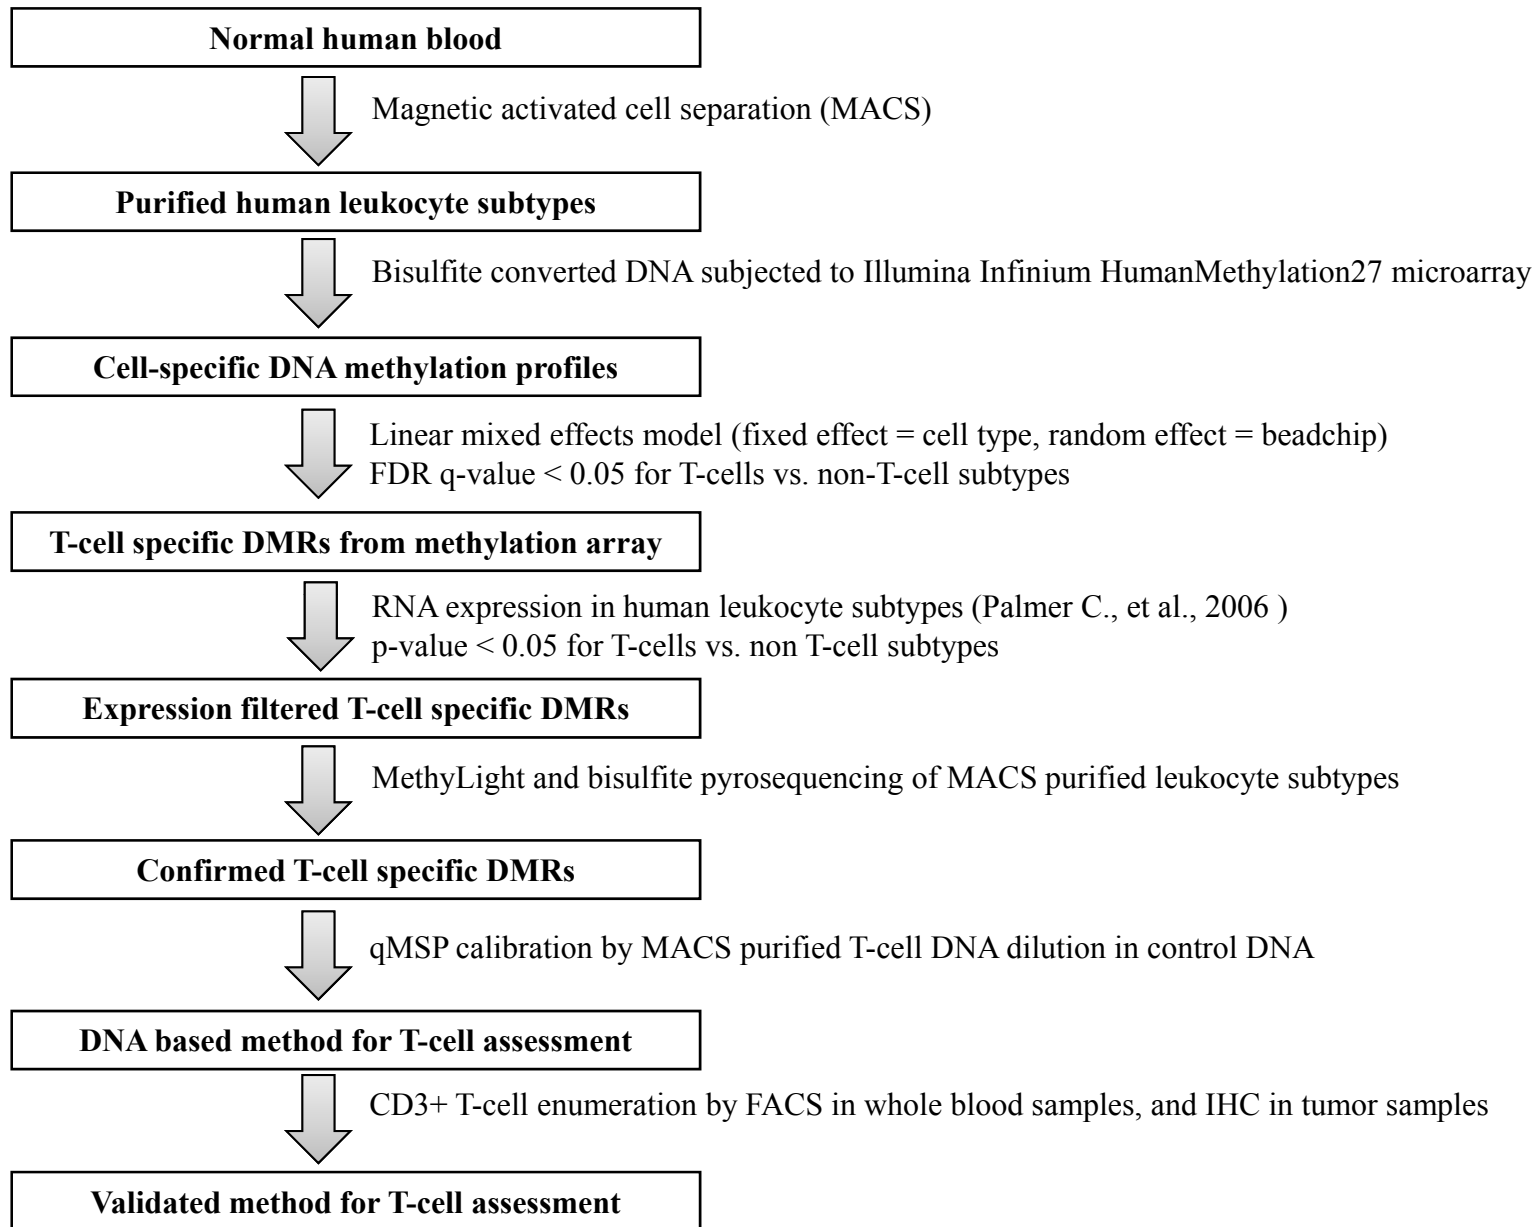 Normal human blood
Magnetic activated cell separation (MACS)
Purified human leukocyte subtypes
Bisulfite converted DNA subjected to Illumina Infinium HumanMethylation27 microarray
Cell-specific DNA methylation profiles
Linear mixed effects model (fixed effect = cell type, random effect = beadchip)
FDR q-value < 0.05 for T-cells vs. non-T-cell subtypes
T-cell specific DMRs from methylation array
RNA expression in human leukocyte subtypes (Palmer C., et al., 2006 )
p-value < 0.05 for T-cells vs. non T-cell subtypes
Expression filtered T-cell specific DMRs
MethyLight and bisulfite pyrosequencing of MACS purified leukocyte subtypes
Confirmed T-cell specific DMRs
qMSP calibration by MACS purified T-cell DNA dilution in control DNA
DNA based method for T-cell assessment
CD3+ T-cell enumeration by FACS in whole blood samples, and IHC in tumor samples
Validated method for T-cell assessment